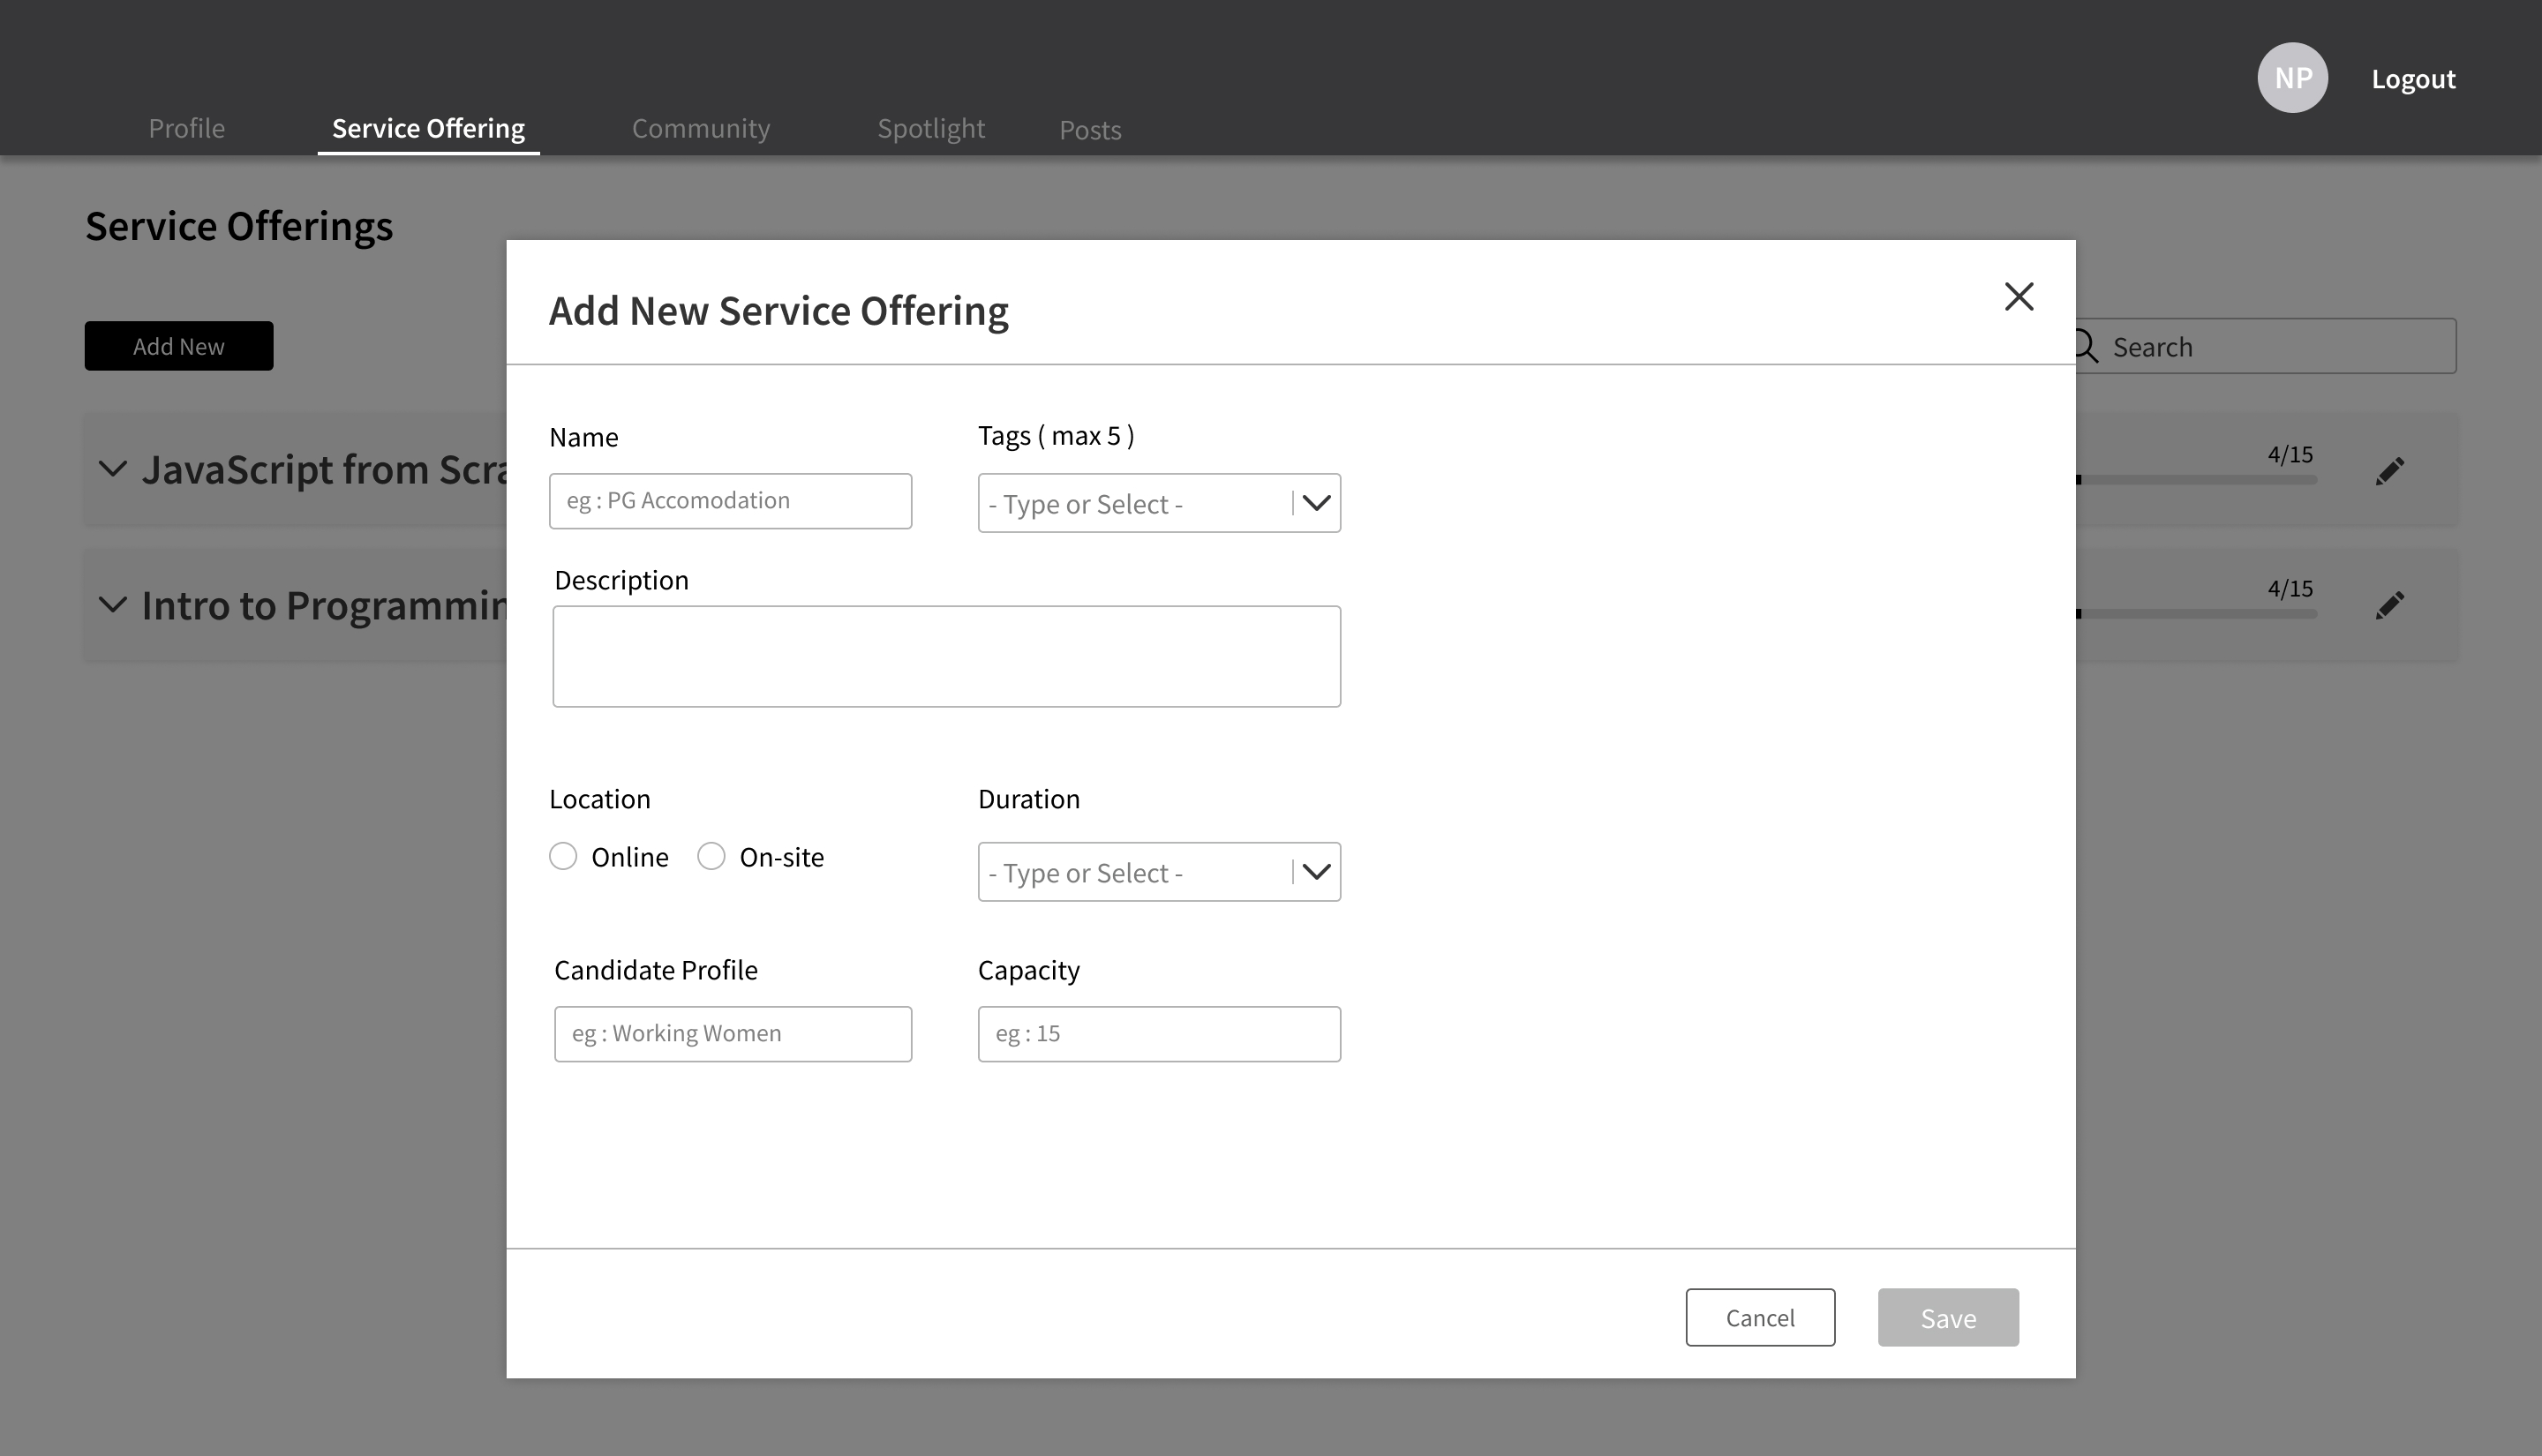 NP
Logout
Profile
Service Offering
Community
Spotlight
Posts
Service Offerings
Add New
Search
JavaScript from Scra
4/15
Intro to Programmin
4/15
Add New Service Offering
Name
Tags ( max 5 )
eg : PG Accomodation
- Type or Select -
Description
Location
Duration
Online
On-site
- Type or Select -
Candidate Profile
Capacity
eg : Working Women
eg : 15
Cancel
Save